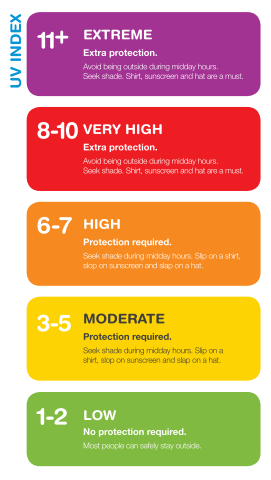 UV INDEX
11+ EXTREME
Extra protection.
Avoid being outside during midday hours.
Seek shade. Shirt, sunscreen and hat are a must.
8-10 VERY HIGH
Extra protection.
Avoid being outside during midday hours.
Seek shade. Shirt, sunscreen and hat are a must.
6-7 HIGH
Protection required.
Seek shade during midday hours. Slip on a shirt,
slop on sunscreen and slap on a hat.
3-5 MODERATE
Protection required.
Seek shade during midday hours. Slip on a
shirt, slop on sunscreen and slap on a hat.
1-2 LOW
No protection required.
Most people can safely stay outside.